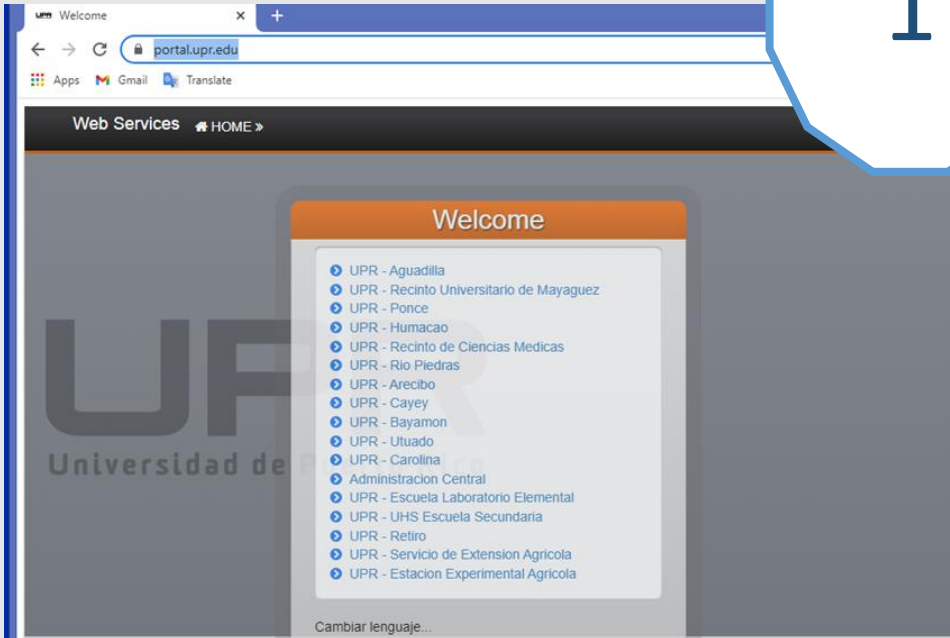 UPR Welcome
1
portal.upr.edu
Apps Gmail Translate
Web Services HOME »
Welcome
UPR - Aguadilla
UPR - Recinto Universitario de Mayaguez
UPR - Ponce
UPR - Humacao
UPR - Recinto de Ciencias Medicas
UPR - Rio Piedras
UPR - Arecibo
UPR - Cayey
UPR - Bayamon
UPR - Utuado
UPR - Carolina
Administracion Central
UPR - Escuela Laboratorio Elemental
UPR - UHS Escuela Secundaria
UPR - Retiro
UPR - Servicio de Extension Agricola
UPR - Estacion Experimental Agricola
UPR
Universidad de Puerto Rico
Cambiar lenguaje...